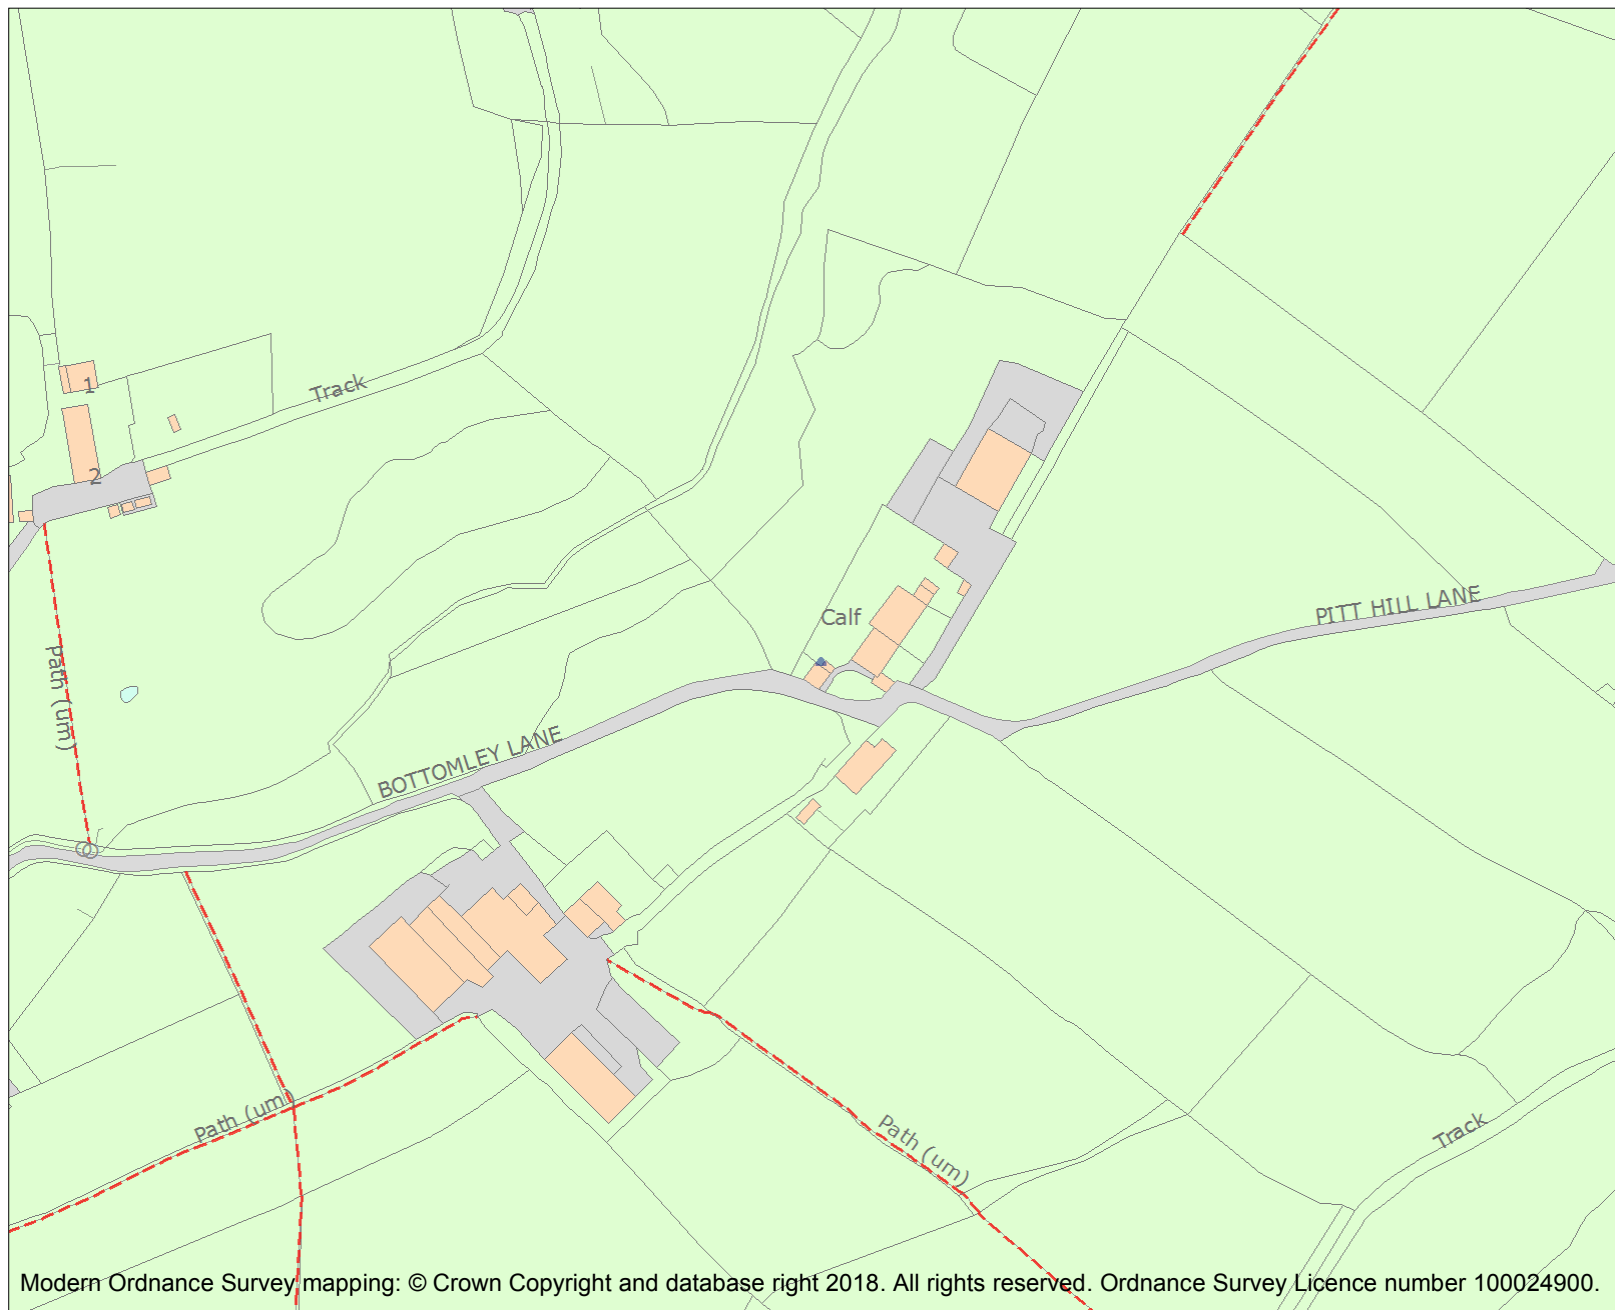 1
Track
2
PITT HILL LANE
Calf
Path (um)
BOTTOMLEY LANE
Path (um)
Path (um)
Track
Modern Ordnance Survey mapping: © Crown Copyright and database right 2018. All rights reserved. Ordnance Survey Licence number 100024900.